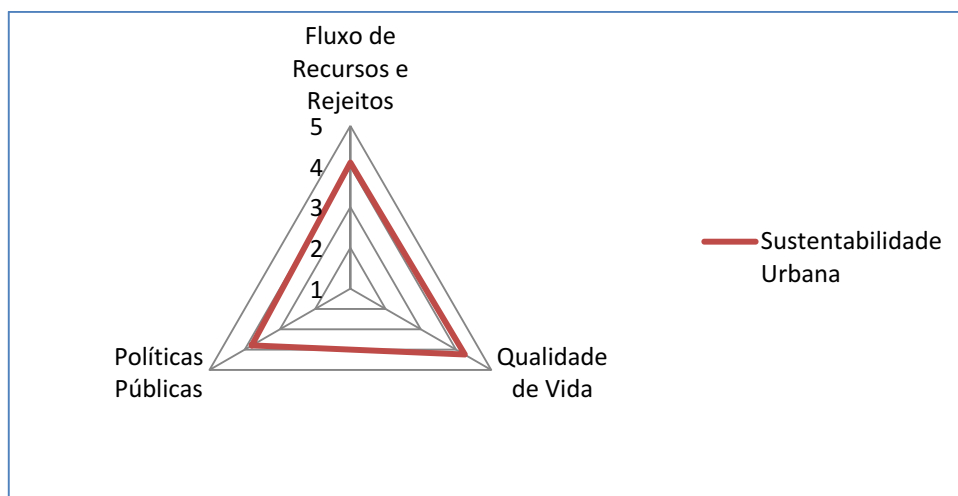 Fluxo de
Recursos e
Rejeitos
5
4
3
2
1
Políticas
Públicas
Qualidade
de Vida
Sustentabilidade
Urbana